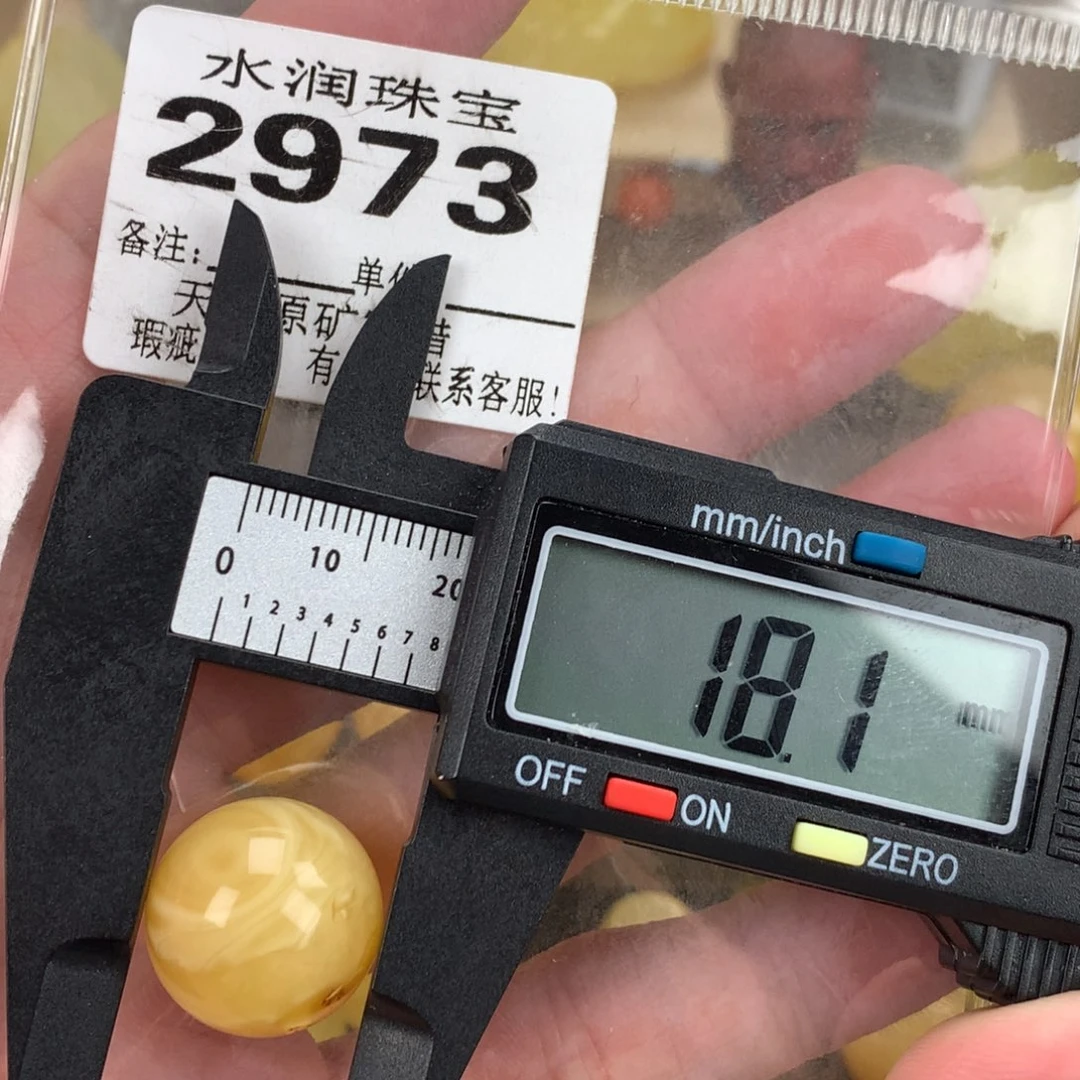 水润珠宝
2973
备注: 单
天 原矿
瑕疵 有 联系客服!
mm/inch
0 10 20
1 2 3 4 5 6 7 8
18.1 mm
OFF ON
ZERO